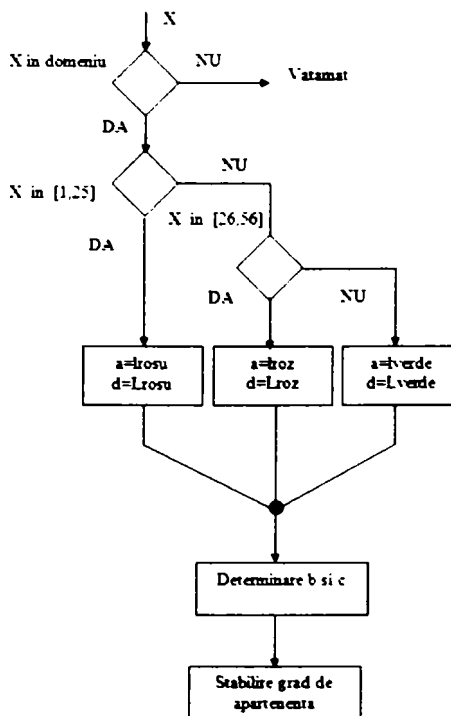 X
X in domeniu
NU
Vatamat
DA
X in [1,25]
NU
X in [26,56]
DA
DA
NU
a=lrosu
d=Lrosu
a=lroz
d=Lroz
a=lverde
d=Lverde
Determinare b si c
Stabilire grad de
apartenenta